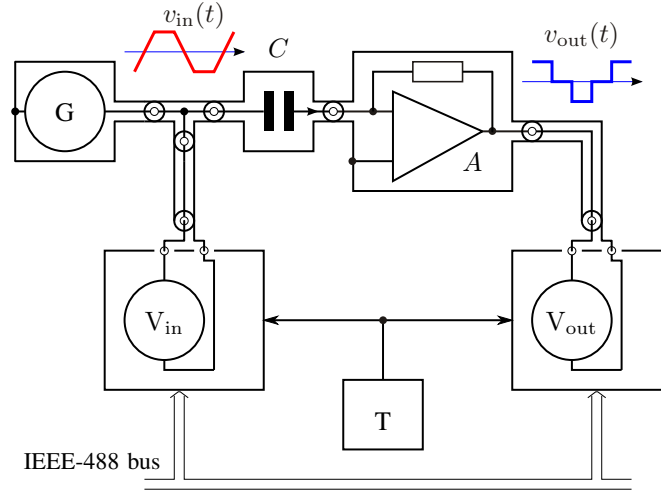 v_in(t)
C
v_out(t)
G
A
V_in
V_out
T
IEEE-488 bus